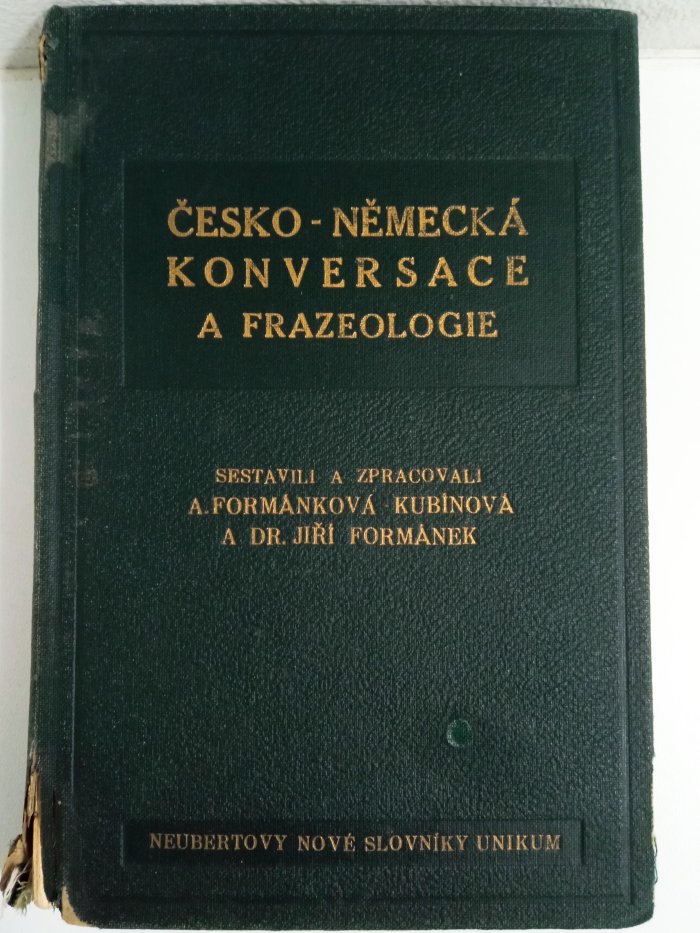 ČESKO - NĚMECKÁ
KONVERSACE
A FRAZEOLOGIE
SESTAVILI A ZPRACOVALI
A. FORMÁNKOVÁ - KUBÍNOVÁ
A DR. JIŘÍ FORMÁNEK
NEUBERTOVY NOVÉ SLOVNÍKY UNIKUM